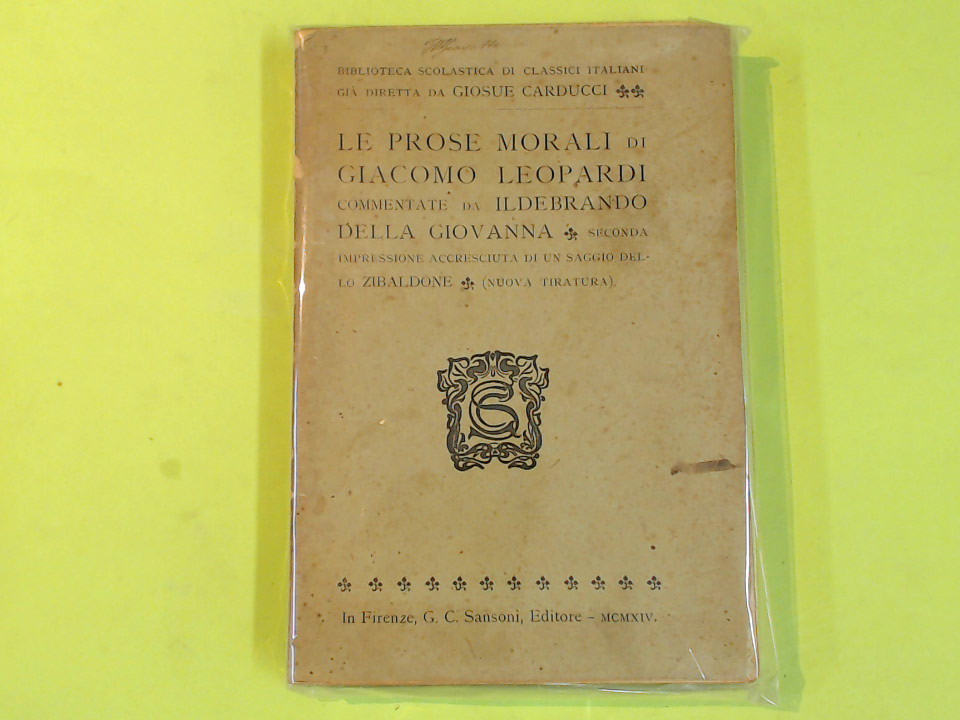 BIBLIOTECA SCOLASTICA DI CLASSICI ITALIANI
GIÀ DIRETTA DA GIOSUE CARDUCCI
LE PROSE MORALI DI
GIACOMO LEOPARDI
COMMENTATE DA ILDEBRANDO
DELLA GIOVANNA SECONDA
IMPRESSIONE ACCRESCIUTA DI UN SAGGIO DEL-
LO ZIBALDONE (NUOVA TIRATURA).
In Firenze, G. C. Sansoni, Editore – MCMXIV.